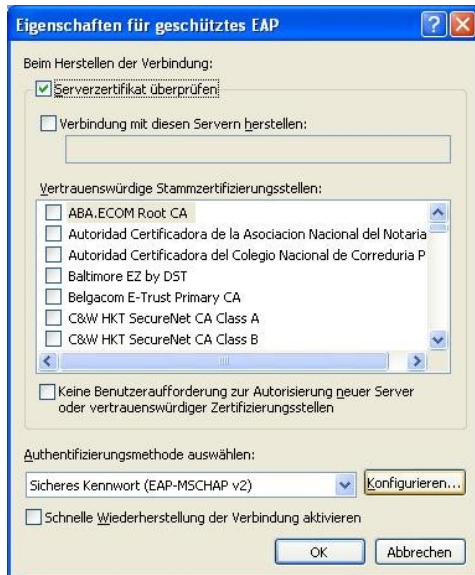 Eigenschaften für geschütztes EAP
Beim Herstellen der Verbindung:
Serverzertifikat überprüfen
Verbindung mit diesen Servern herstellen:
Vertrauenswürdige Stammzertifizierungsstellen:
ABA.ECOM Root CA
Autoridad Certificadora de la Asociacion Nacional del Notaria
Autoridad Certificadora del Colegio Nacional de Correduria P
Baltimore EZ by DST
Belgacom E-Trust Primary CA
C&W HKT SecureNet CA Class A
C&W HKT SecureNet CA Class B
Keine Benutzeraufforderung zur Autorisierung neuer Server
oder vertrauenswürdiger Zertifizierungsstellen
Authentifizierungsmethode auswählen:
Sicheres Kennwort (EAP-MSCHAP v2) Konfigurieren...
Schnelle Wiederherstellung der Verbindung aktivieren
OK Abbrechen